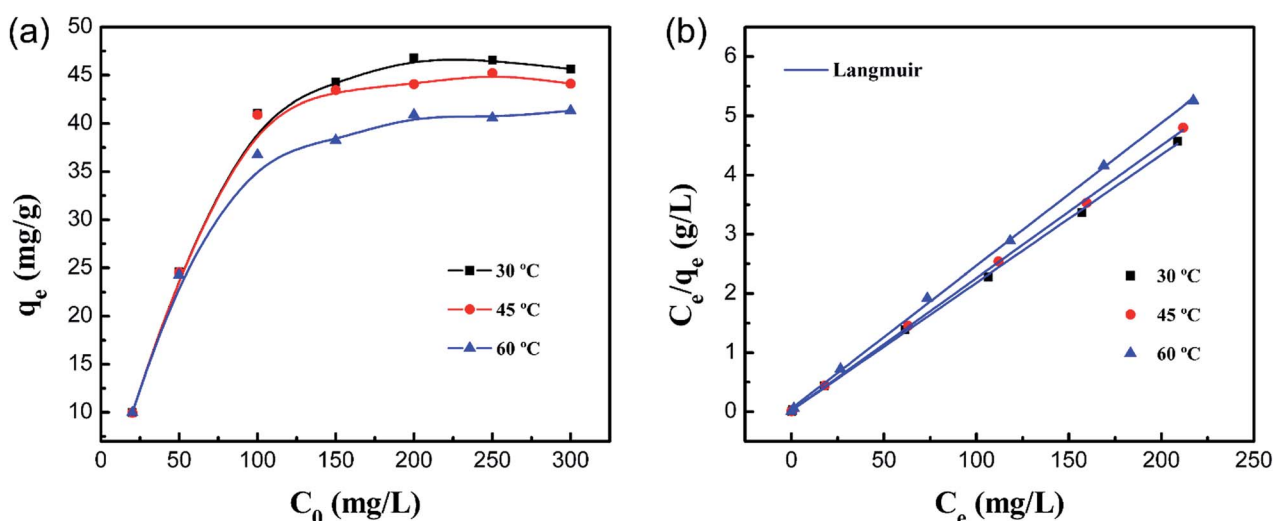 (a)
50
45
40
35
30
25
20
15
10
qe (mg/g)
30 ºC
45 ºC
60 ºC
0 50 100 150 200 250 300
C0 (mg/L)
(b)
6
5
4
3
2
1
0
Ce/qe (g/L)
Langmuir
30 ºC
45 ºC
60 ºC
0 50 100 150 200 250
Ce (mg/L)